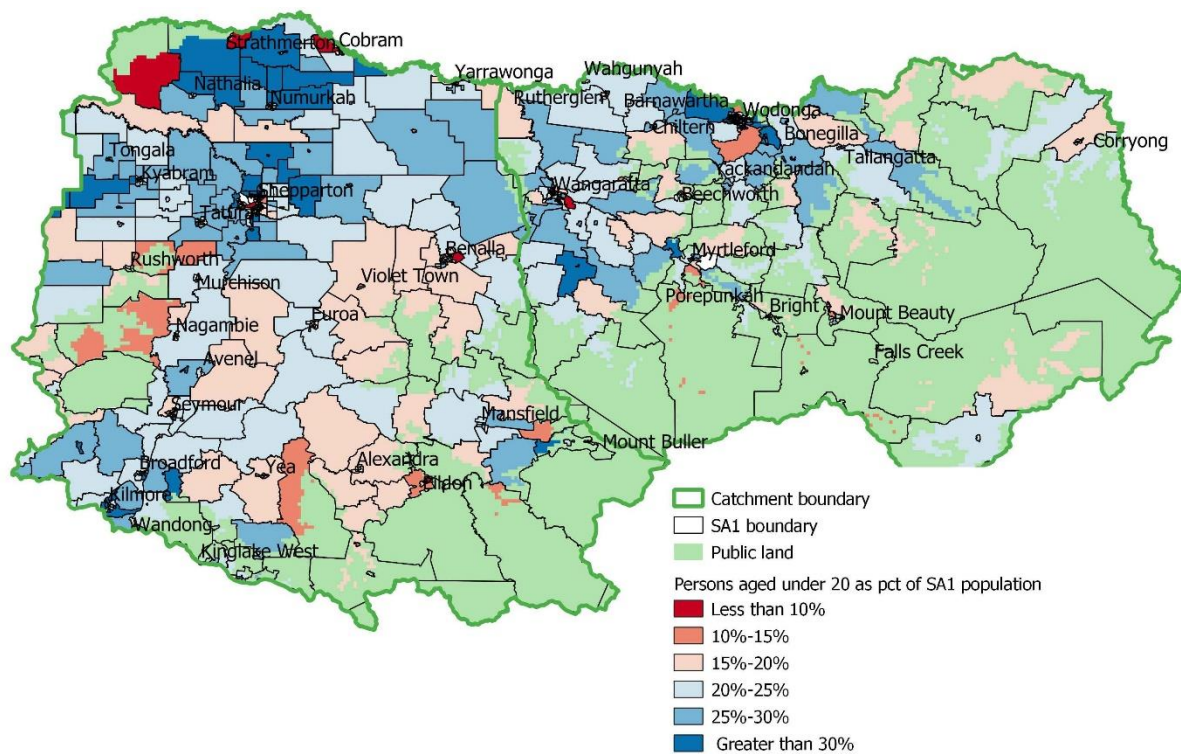 Strathmerton
Cobram
Nathalia
Numurkah
Yarrawonga
Wahgunyah
Rutherglen
Barnawartha
Wodonga
Chiltern
Bonegilla
Corryong
Tongala
Kyabram
Shepparton
Tatura
Wangaratta
Yackandandah
Tallangatta
Beechworth
Rushworth
Murchison
Benalla
Violet Town
Myrtleford
Porepunkah
Bright
Mount Beauty
Nagambie
Euroa
Avenel
Falls Creek
Seymour
Mansfield
Mount Buller
Broadford
Yea
Alexandra
Eildon
Kilmore
Wandong
Kinglake West
Catchment boundary
SA1 boundary
Public land
Persons aged under 20 as pct of SA1 population
Less than 10%
10%-15%
15%-20%
20%-25%
25%-30%
Greater than 30%